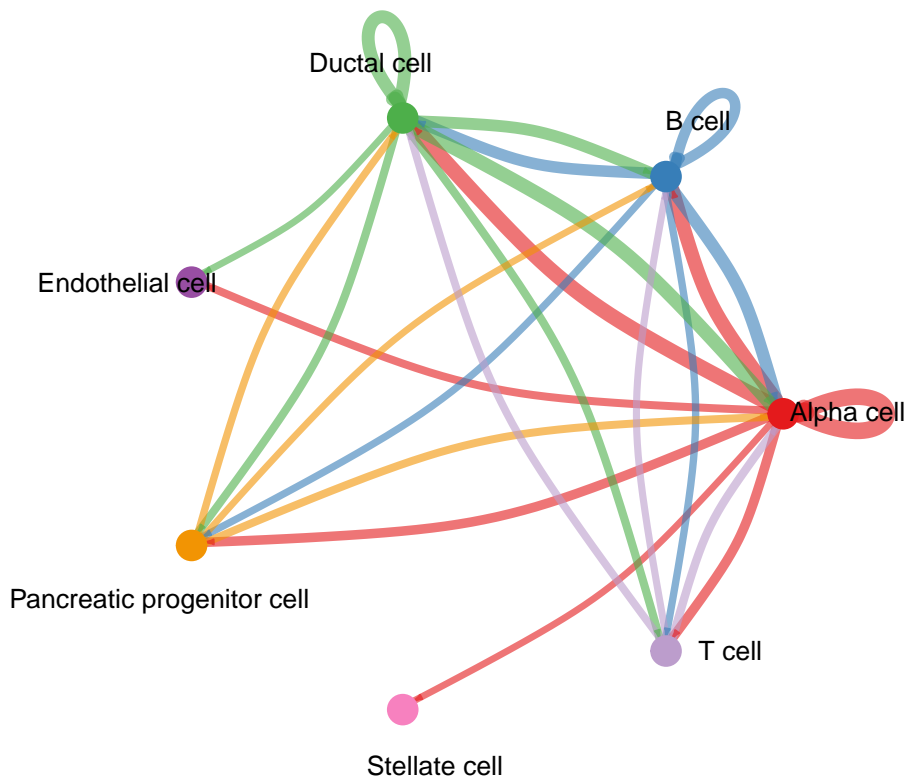 Ductal cell
B cell
Endothelial cell
Alpha cell
Pancreatic progenitor cell
T cell
Stellate cell